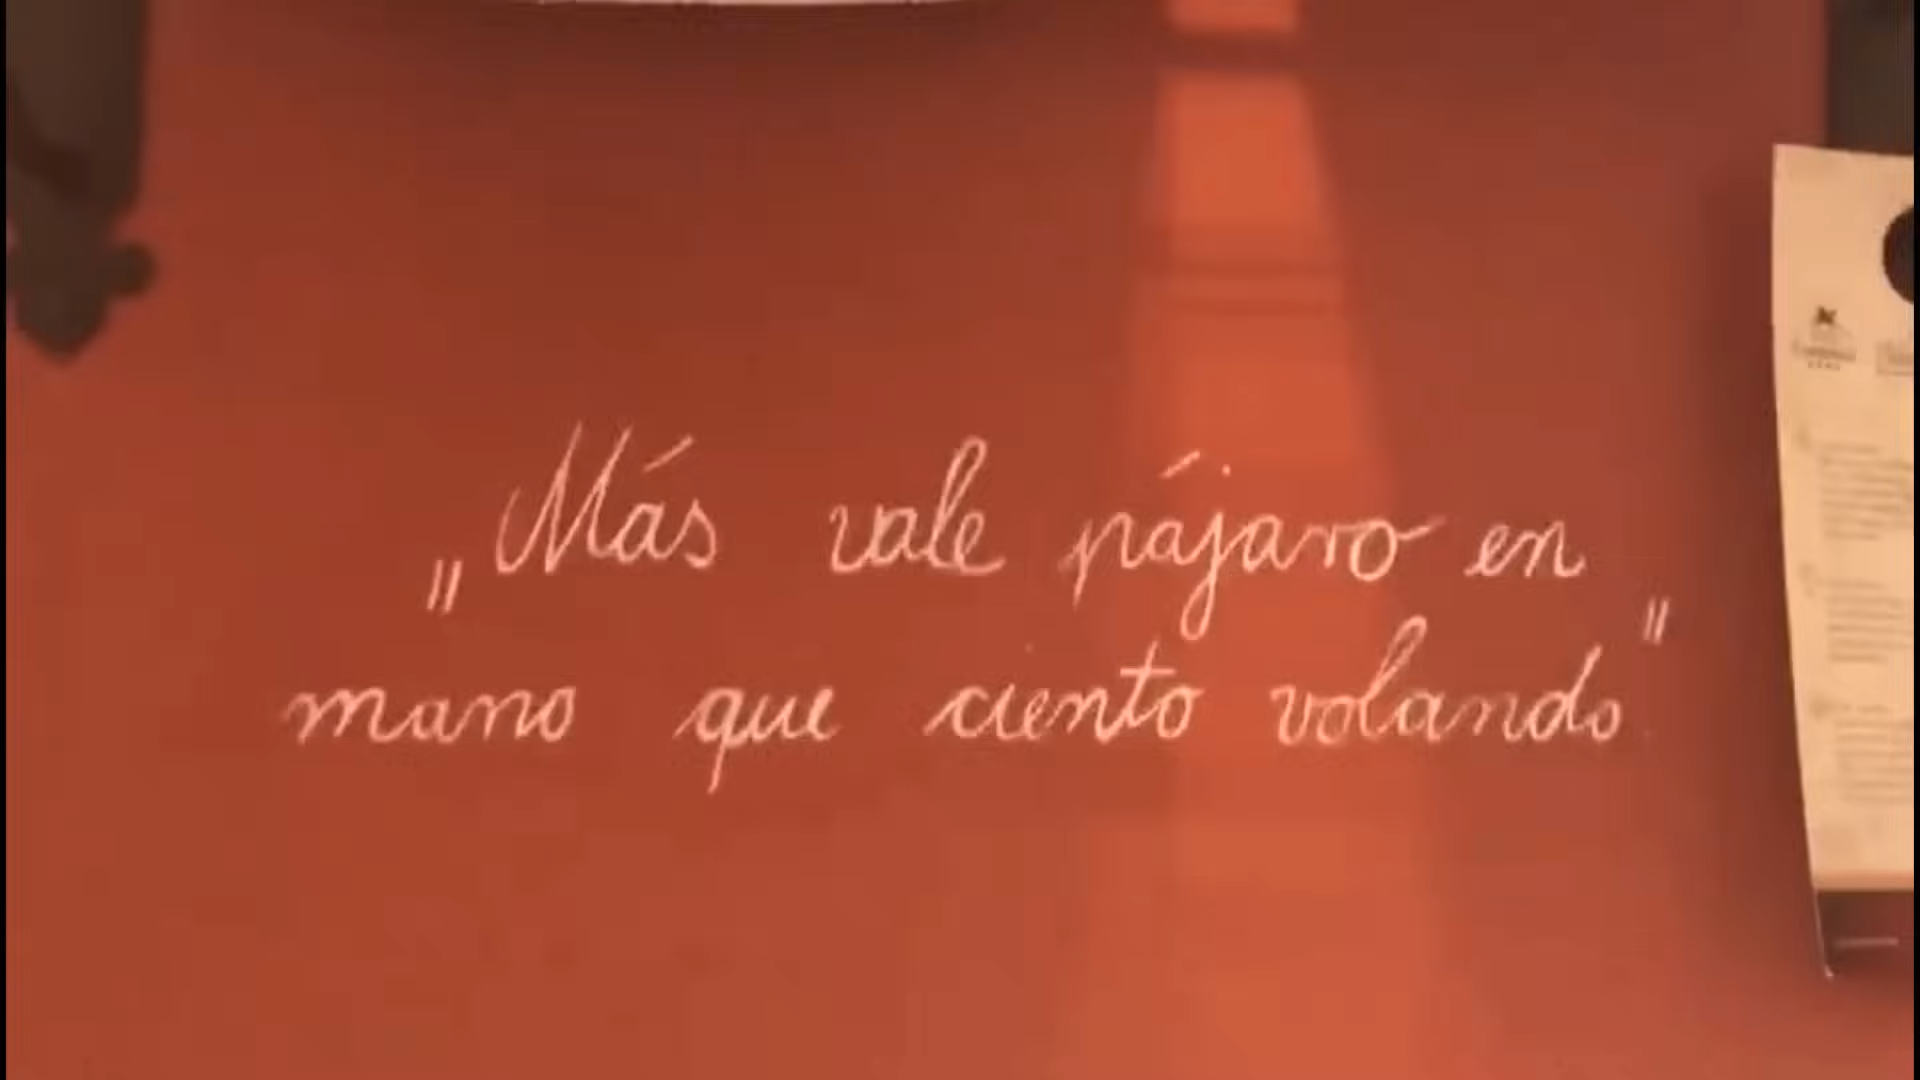 „Más vale pájaro en
mano que ciento volando"